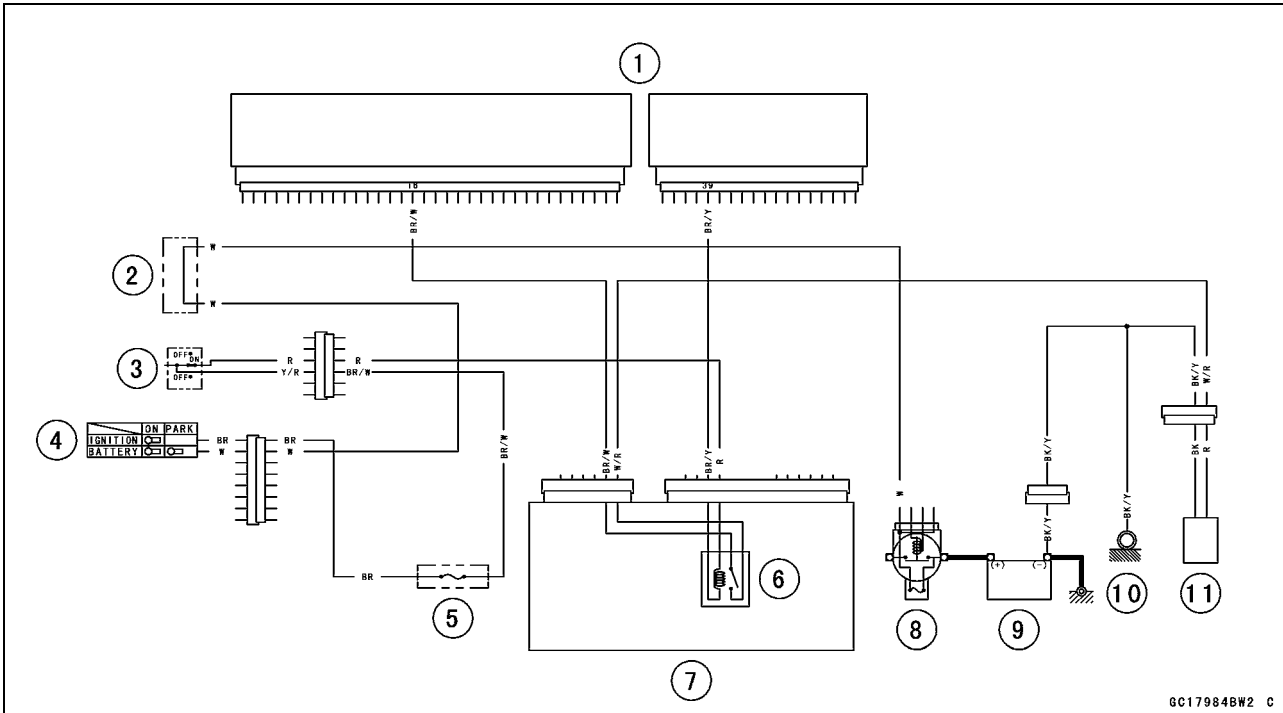 1
18
39
BR/W
BR/Y
W
2
W
3
OFF
ON
OFF
R
Y/R
R
BR/W
BK/Y
W/R
4
ON PARK
IGNITION
BATTERY
BR
W
BR
W
BR/W
BR/W
W/R
BR/Y
R
W
BK/Y
BK/Y
BK/Y
BK
R
BR
5
6
7
8
(+)
(-)
9
10
11
GC17984BW2 C